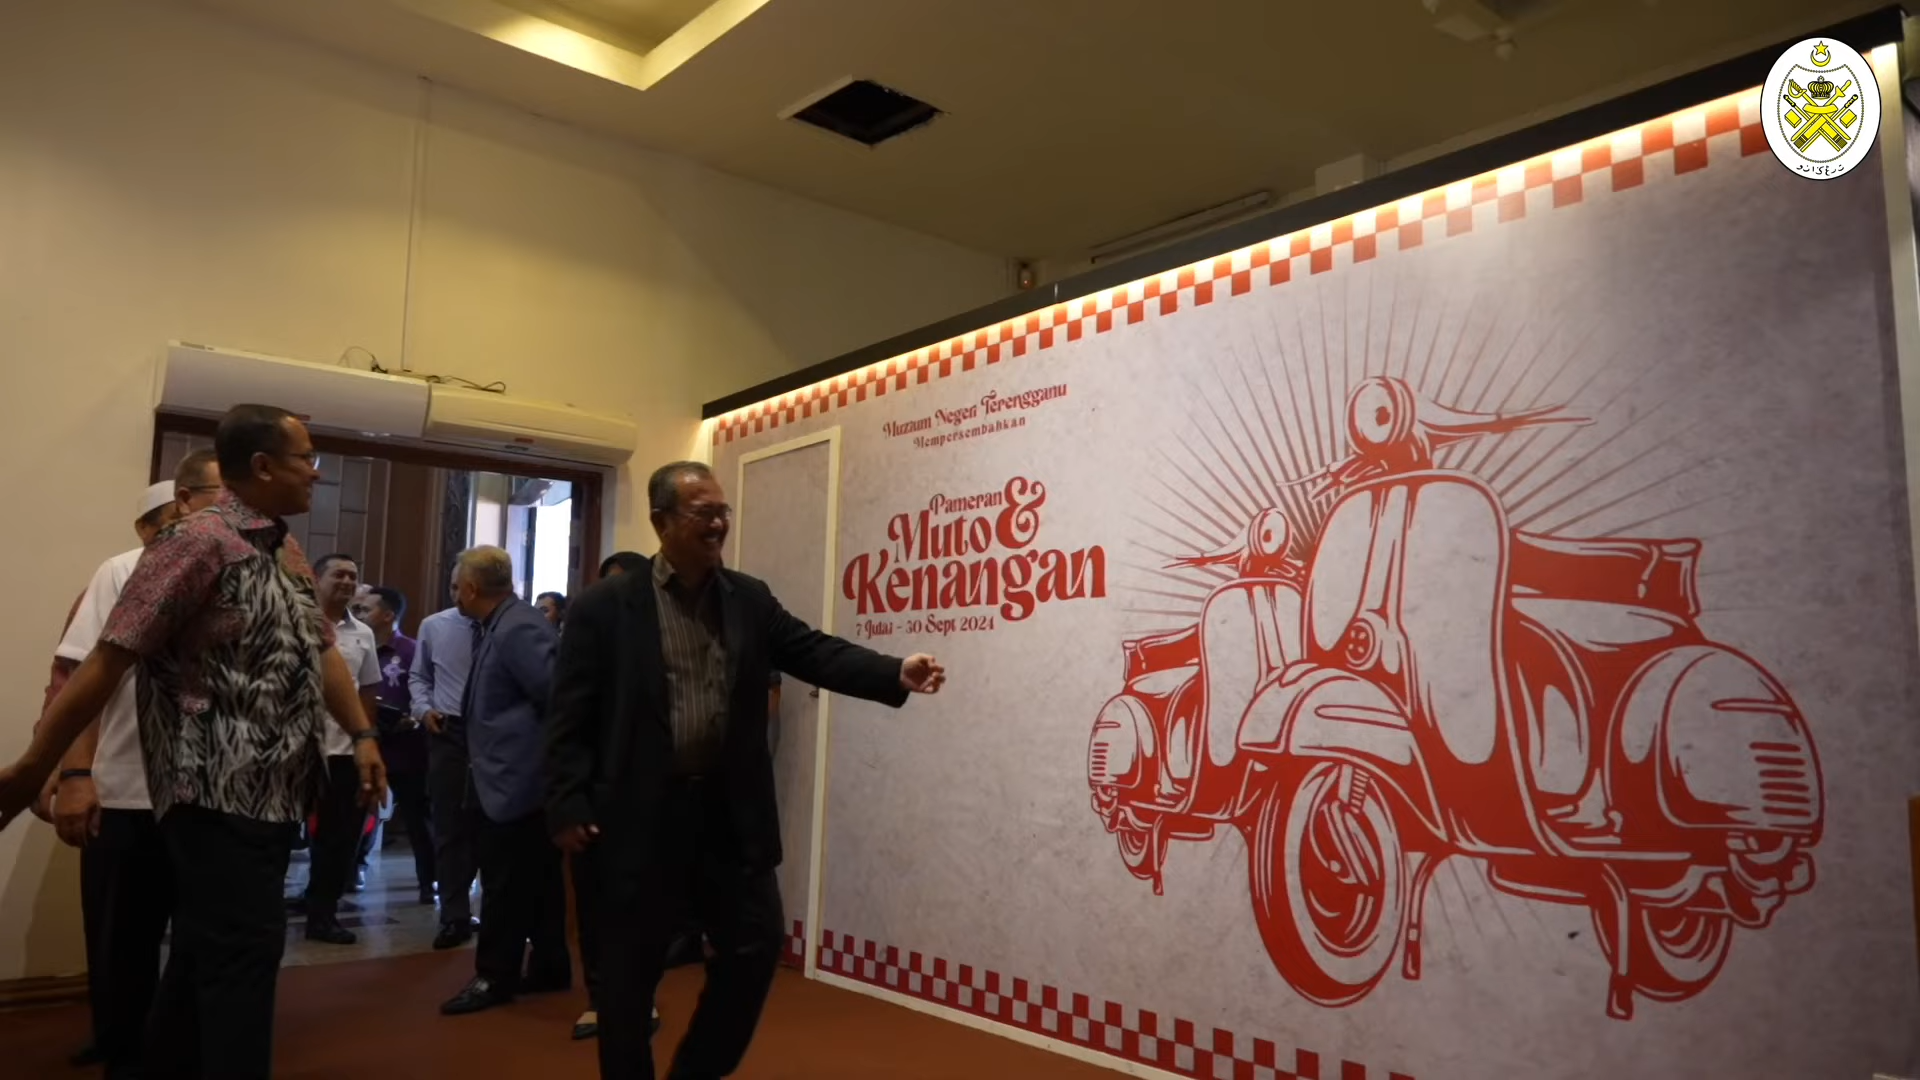 Muzium Negeri Terengganu
Mempersembahkan
Pameran
Muto &
Kenangan
7 Julai - 30 Sept 2024